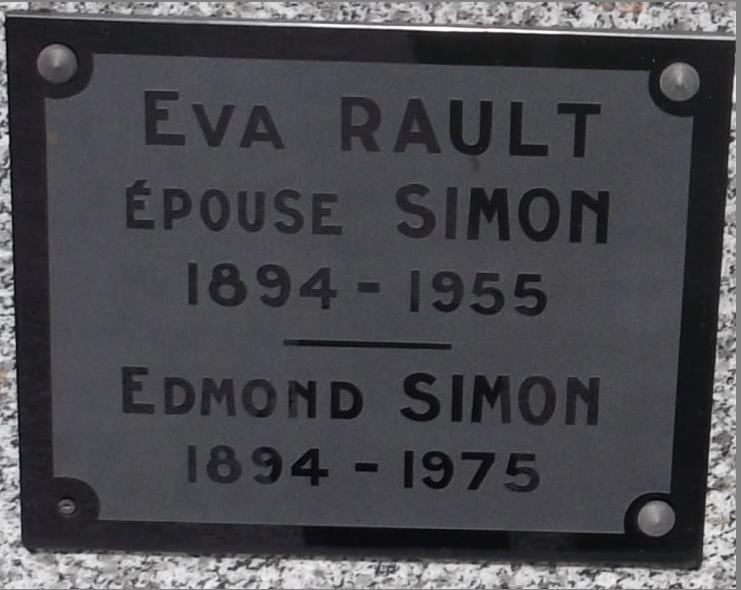 EVA RAULT
ÉPOUSE SIMON
1894 - 1955
EDMOND SIMON
1894 - 1975